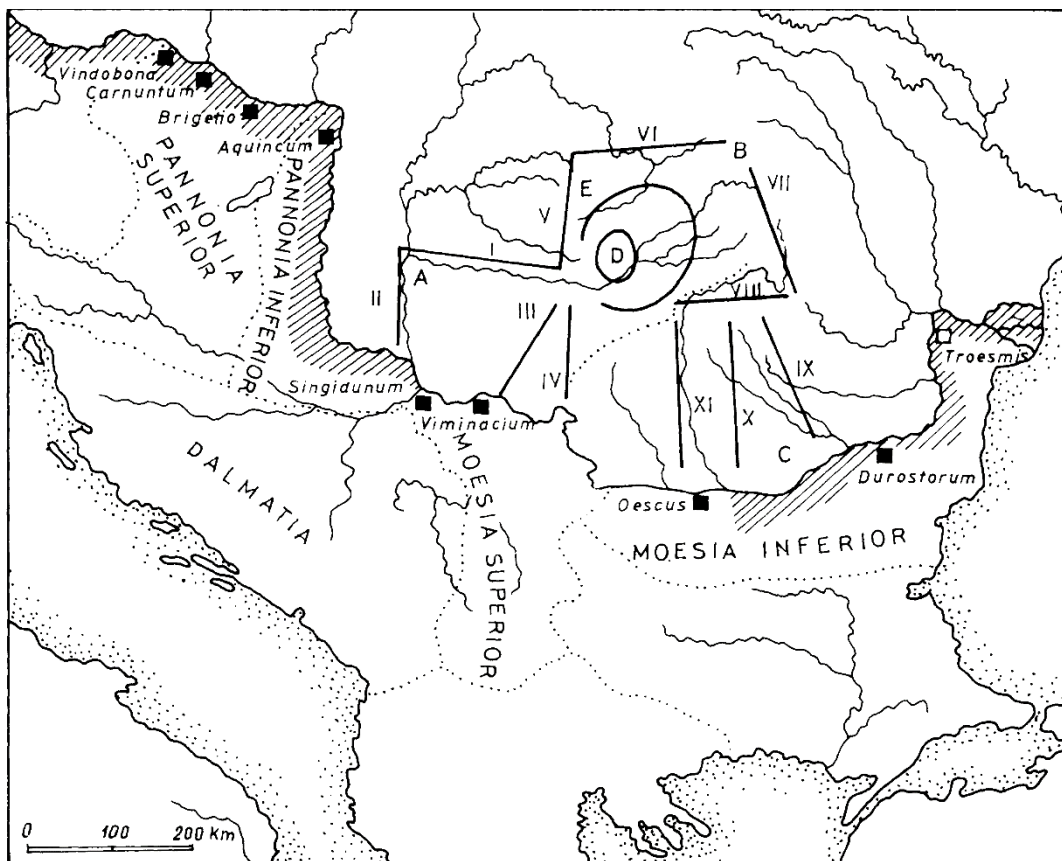 Vindobona
Carnuntum
Brigetio
Aquincum
PANNONIA
SUPERIOR
PANNONIA INFERIOR
VI
B
E
VII
V
D
I
A
II
III
VIII
IV
IX
Troesmis
Singidunum
Viminacium
XI
X
C
DALMATIA
MOESIA SUPERIOR
Oescus
Durostorum
MOESIA INFERIOR
0 100 200 Km